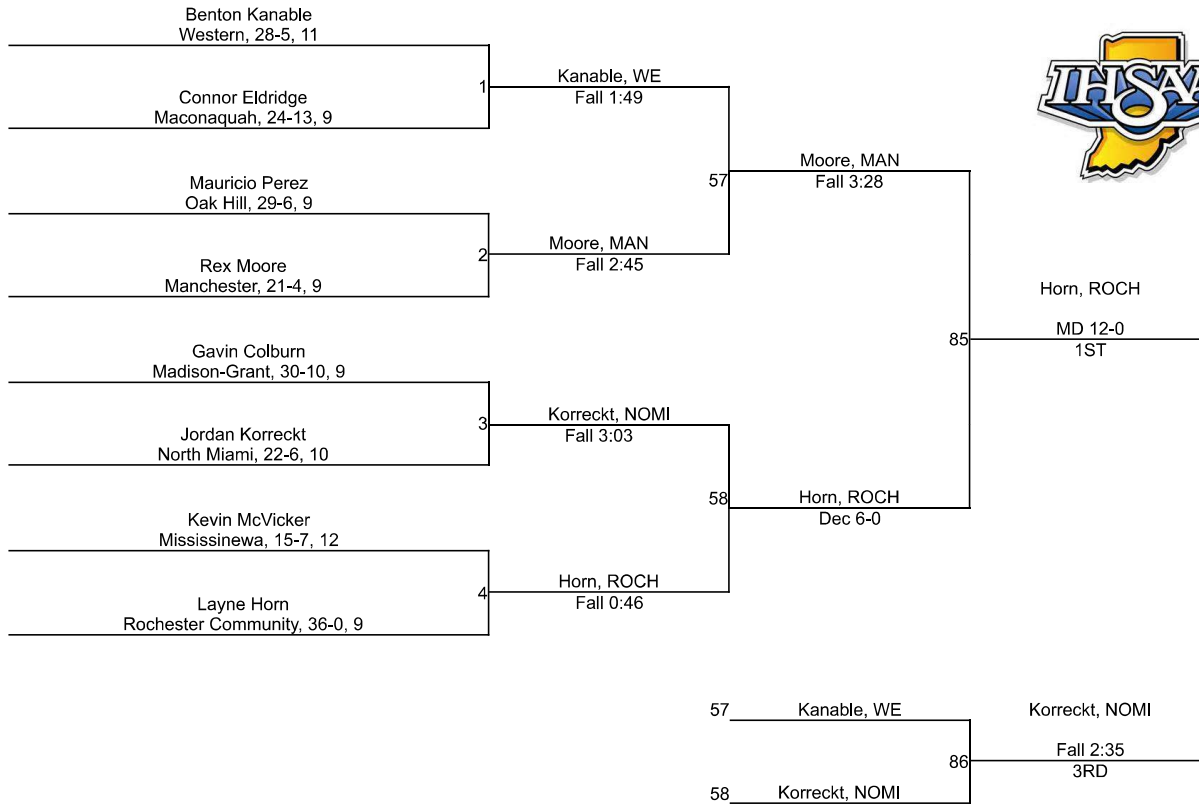 Benton Kanable
Western, 28-5, 11
1
Connor Eldridge
Maconaquah, 24-13, 9
Kanable, WE
Fall 1:49
57
Mauricio Perez
Oak Hill, 29-6, 9
2
Rex Moore
Manchester, 21-4, 9
Moore, MAN
Fall 2:45
Moore, MAN
Fall 3:28
IHSAA
85
Horn, ROCH
MD 12-0
1ST
Gavin Colburn
Madison-Grant, 30-10, 9
3
Jordan Korreckt
North Miami, 22-6, 10
Korreckt, NOMI
Fall 3:03
58
Horn, ROCH
Dec 6-0
Kevin McVicker
Mississinewa, 15-7, 12
4
Layne Horn
Rochester Community, 36-0, 9
Horn, ROCH
Fall 0:46
57
Kanable, WE
86
58
Korreckt, NOMI
Korreckt, NOMI
Fall 2:35
3RD